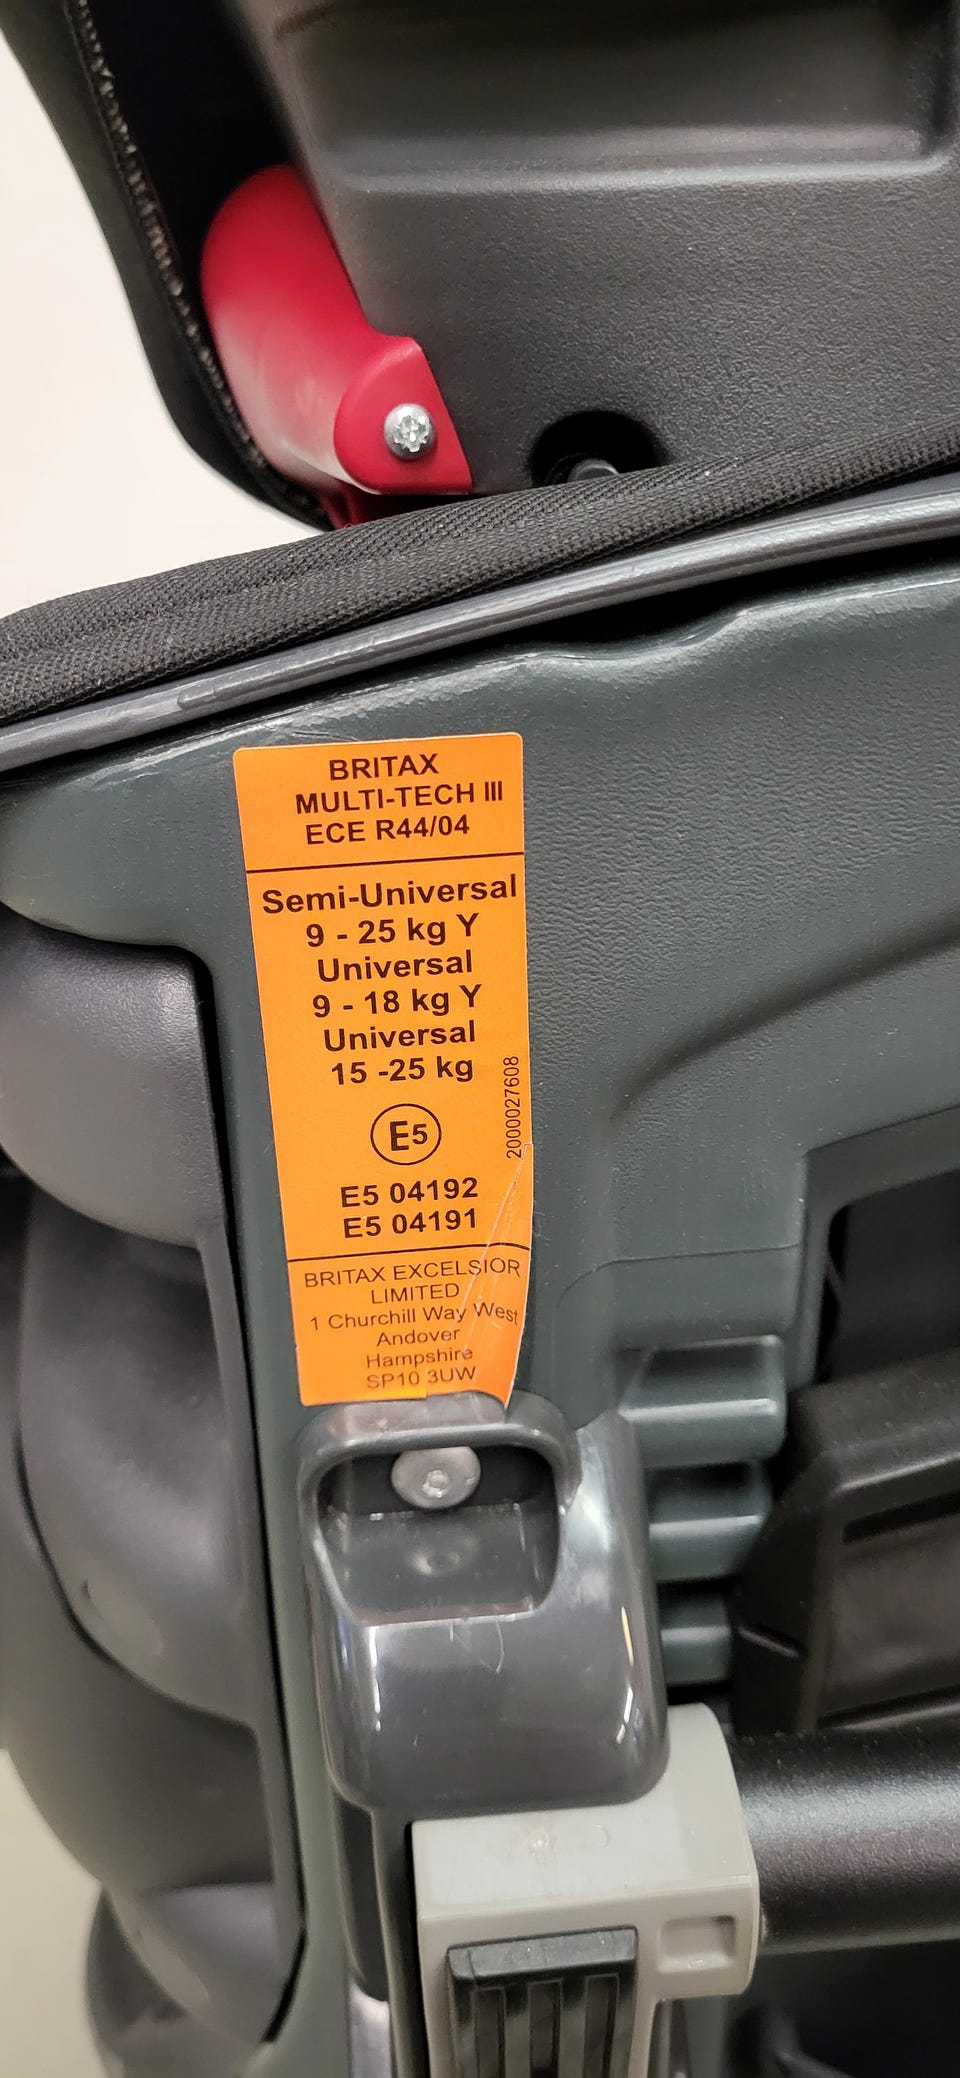 BRITAX
MULTI-TECH III
ECE R44/04
Semi-Universal
9 - 25 kg Y
Universal
9 - 18 kg Y
Universal
15 -25 kg
2000027608
E5
E5 04192
E5 04191
BRITAX EXCELSIOR
LIMITED
1 Churchill Way West
Andover
Hampshire
SP10 3UW